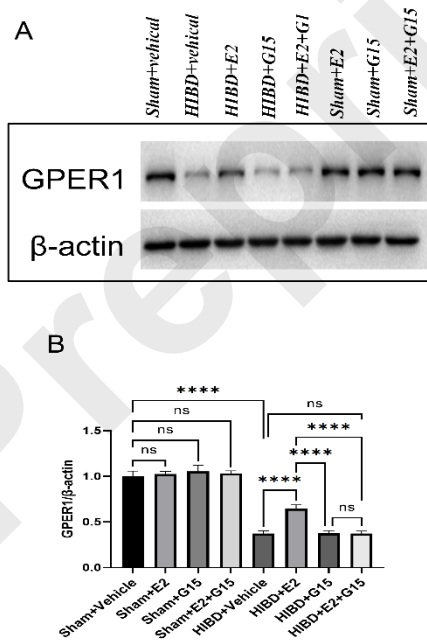 A
Sham+vehical
HIBD+vehical
HIBD+E2
HIBD+G15
HIBD+E2+G1
Sham+E2
Sham+G15
Sham+E2+G15
GPER1
β-actin
B
****
ns
ns
****
ns
****
ns
****
ns
1.5
1.0
0.5
0.0
GPER1/β-actin
Sham+Vehicle
Sham+E2
Sham+G15
Sham+E2+G15
HIBD+Vehicle
HIBD+E2
HIBD+G15
HIBD+E2+G15